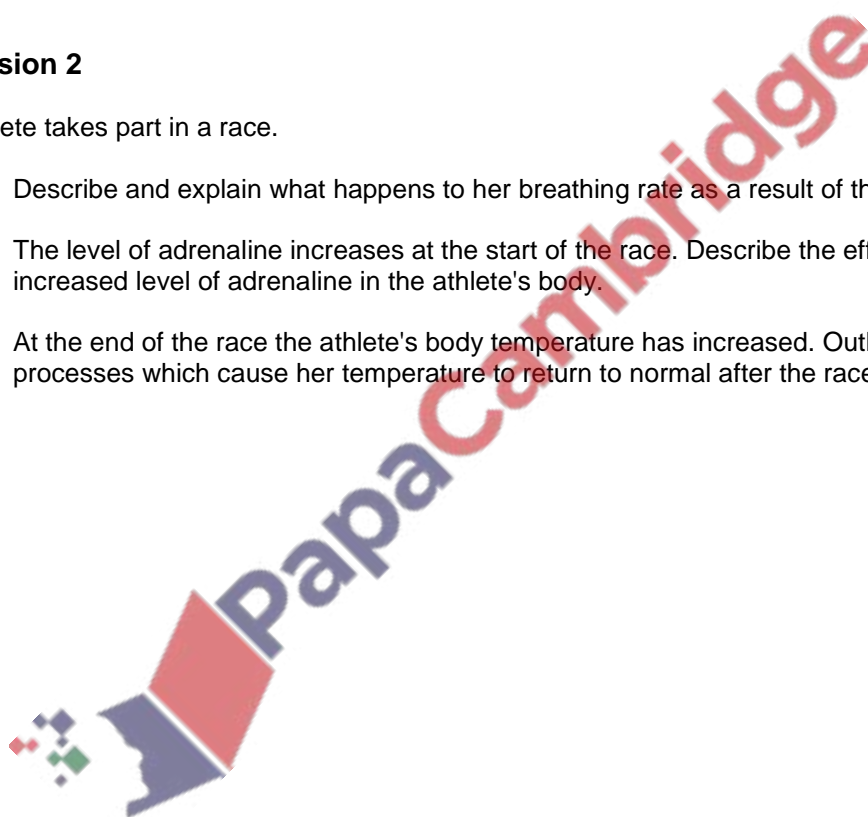 sion 2
ete takes part in a race.
Describe and explain what happens to her breathing rate as a result of th
The level of adrenaline increases at the start of the race. Describe the eff
increased level of adrenaline in the athlete's body.
At the end of the race the athlete's body temperature has increased. Outl
processes which cause her temperature to return to normal after the race
PapaCambridge